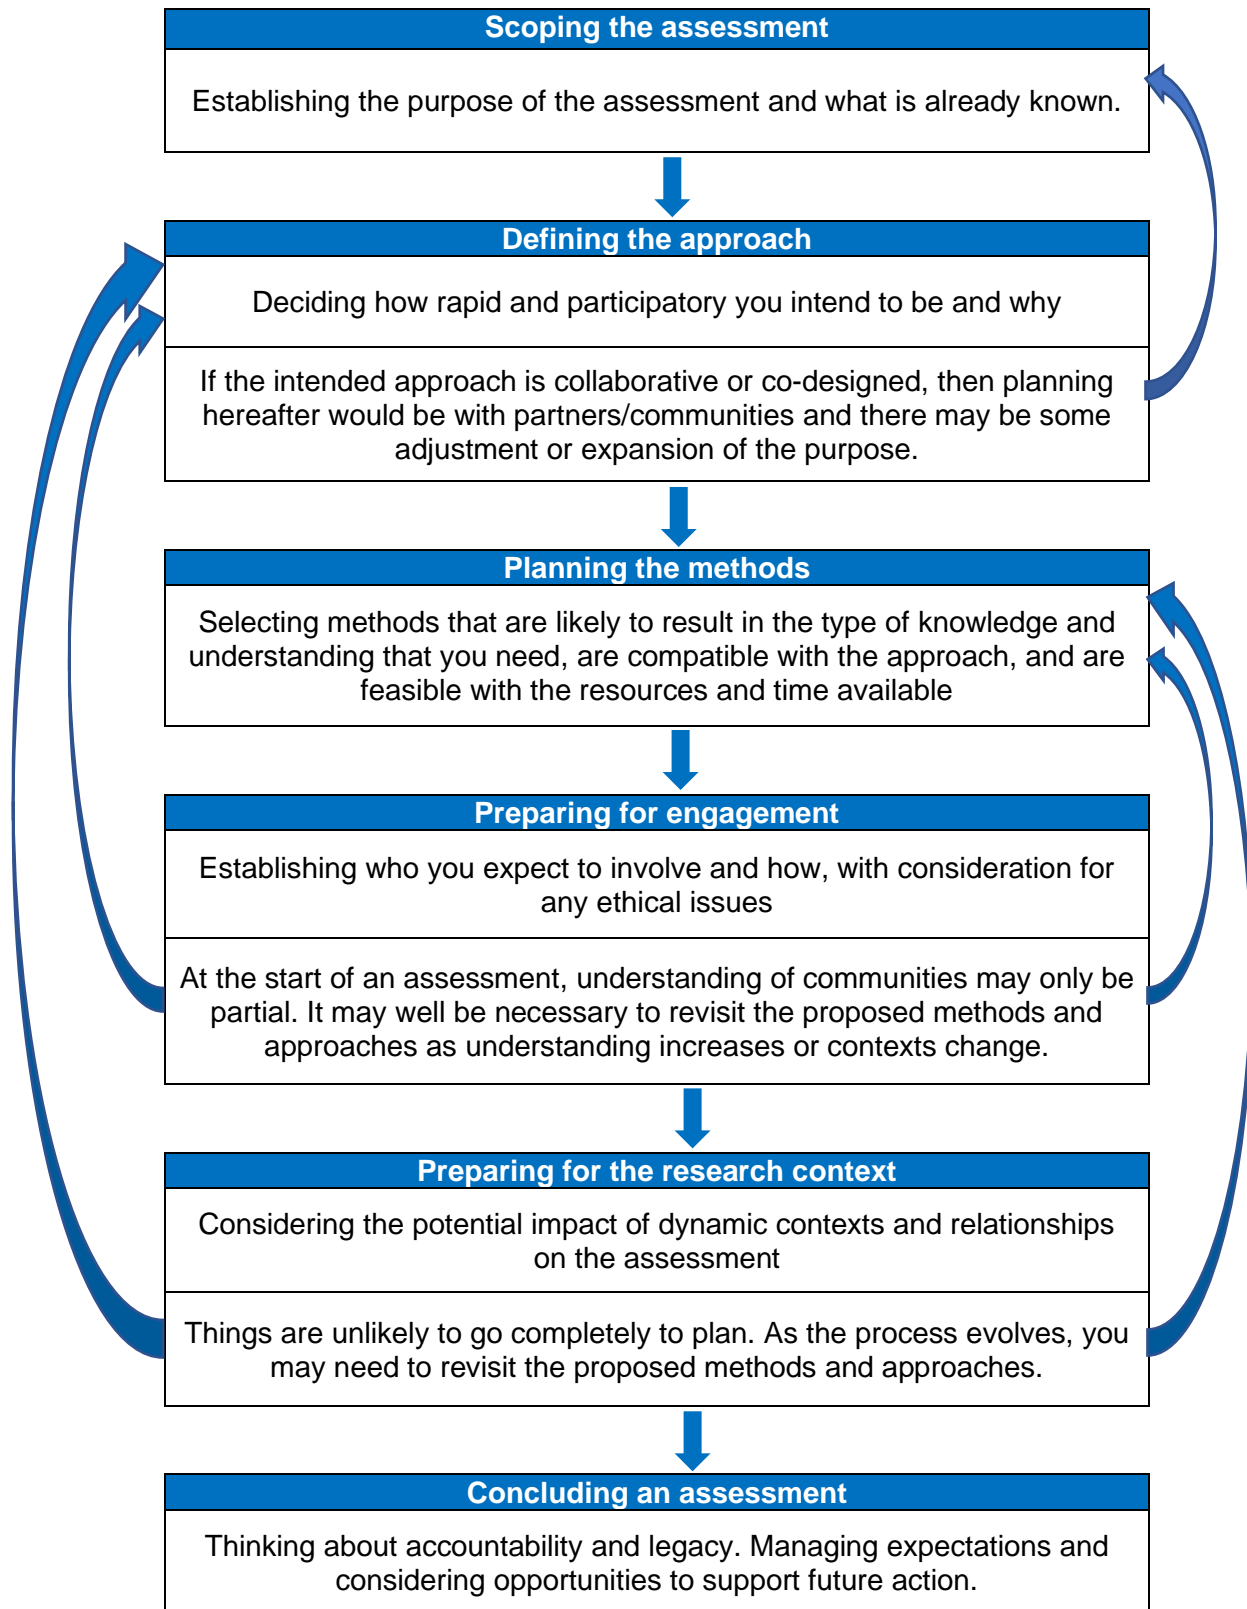 Scoping the assessment
Establishing the purpose of the assessment and what is already known.
Defining the approach
Deciding how rapid and participatory you intend to be and why
If the intended approach is collaborative or co-designed, then planning
hereafter would be with partners/communities and there may be some
adjustment or expansion of the purpose.
Planning the methods
Selecting methods that are likely to result in the type of knowledge and
understanding that you need, are compatible with the approach, and are
feasible with the resources and time available
Preparing for engagement
Establishing who you expect to involve and how, with consideration for
any ethical issues
At the start of an assessment, understanding of communities may only be
partial. It may well be necessary to revisit the proposed methods and
approaches as understanding increases or contexts change.
Preparing for the research context
Considering the potential impact of dynamic contexts and relationships
on the assessment
Things are unlikely to go completely to plan. As the process evolves, you
may need to revisit the proposed methods and approaches.
Concluding an assessment
Thinking about accountability and legacy. Managing expectations and
considering opportunities to support future action.